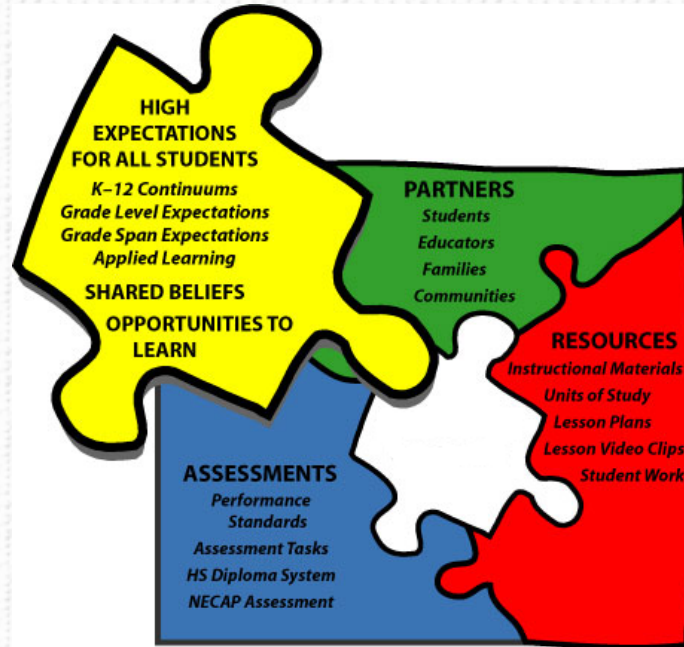 HIGH
EXPECTATIONS
FOR ALL STUDENTS
K–12 Continuums
Grade Level Expectations
Grade Span Expectations
Applied Learning
SHARED BELIEFS
OPPORTUNITIES TO
LEARN
PARTNERS
Students
Educators
Families
Communities
RESOURCES
Instructional Materials
Units of Study
Lesson Plans
Lesson Video Clips
Student Work
ASSESSMENTS
Performance
Standards
Assessment Tasks
HS Diploma System
NECAP Assessment